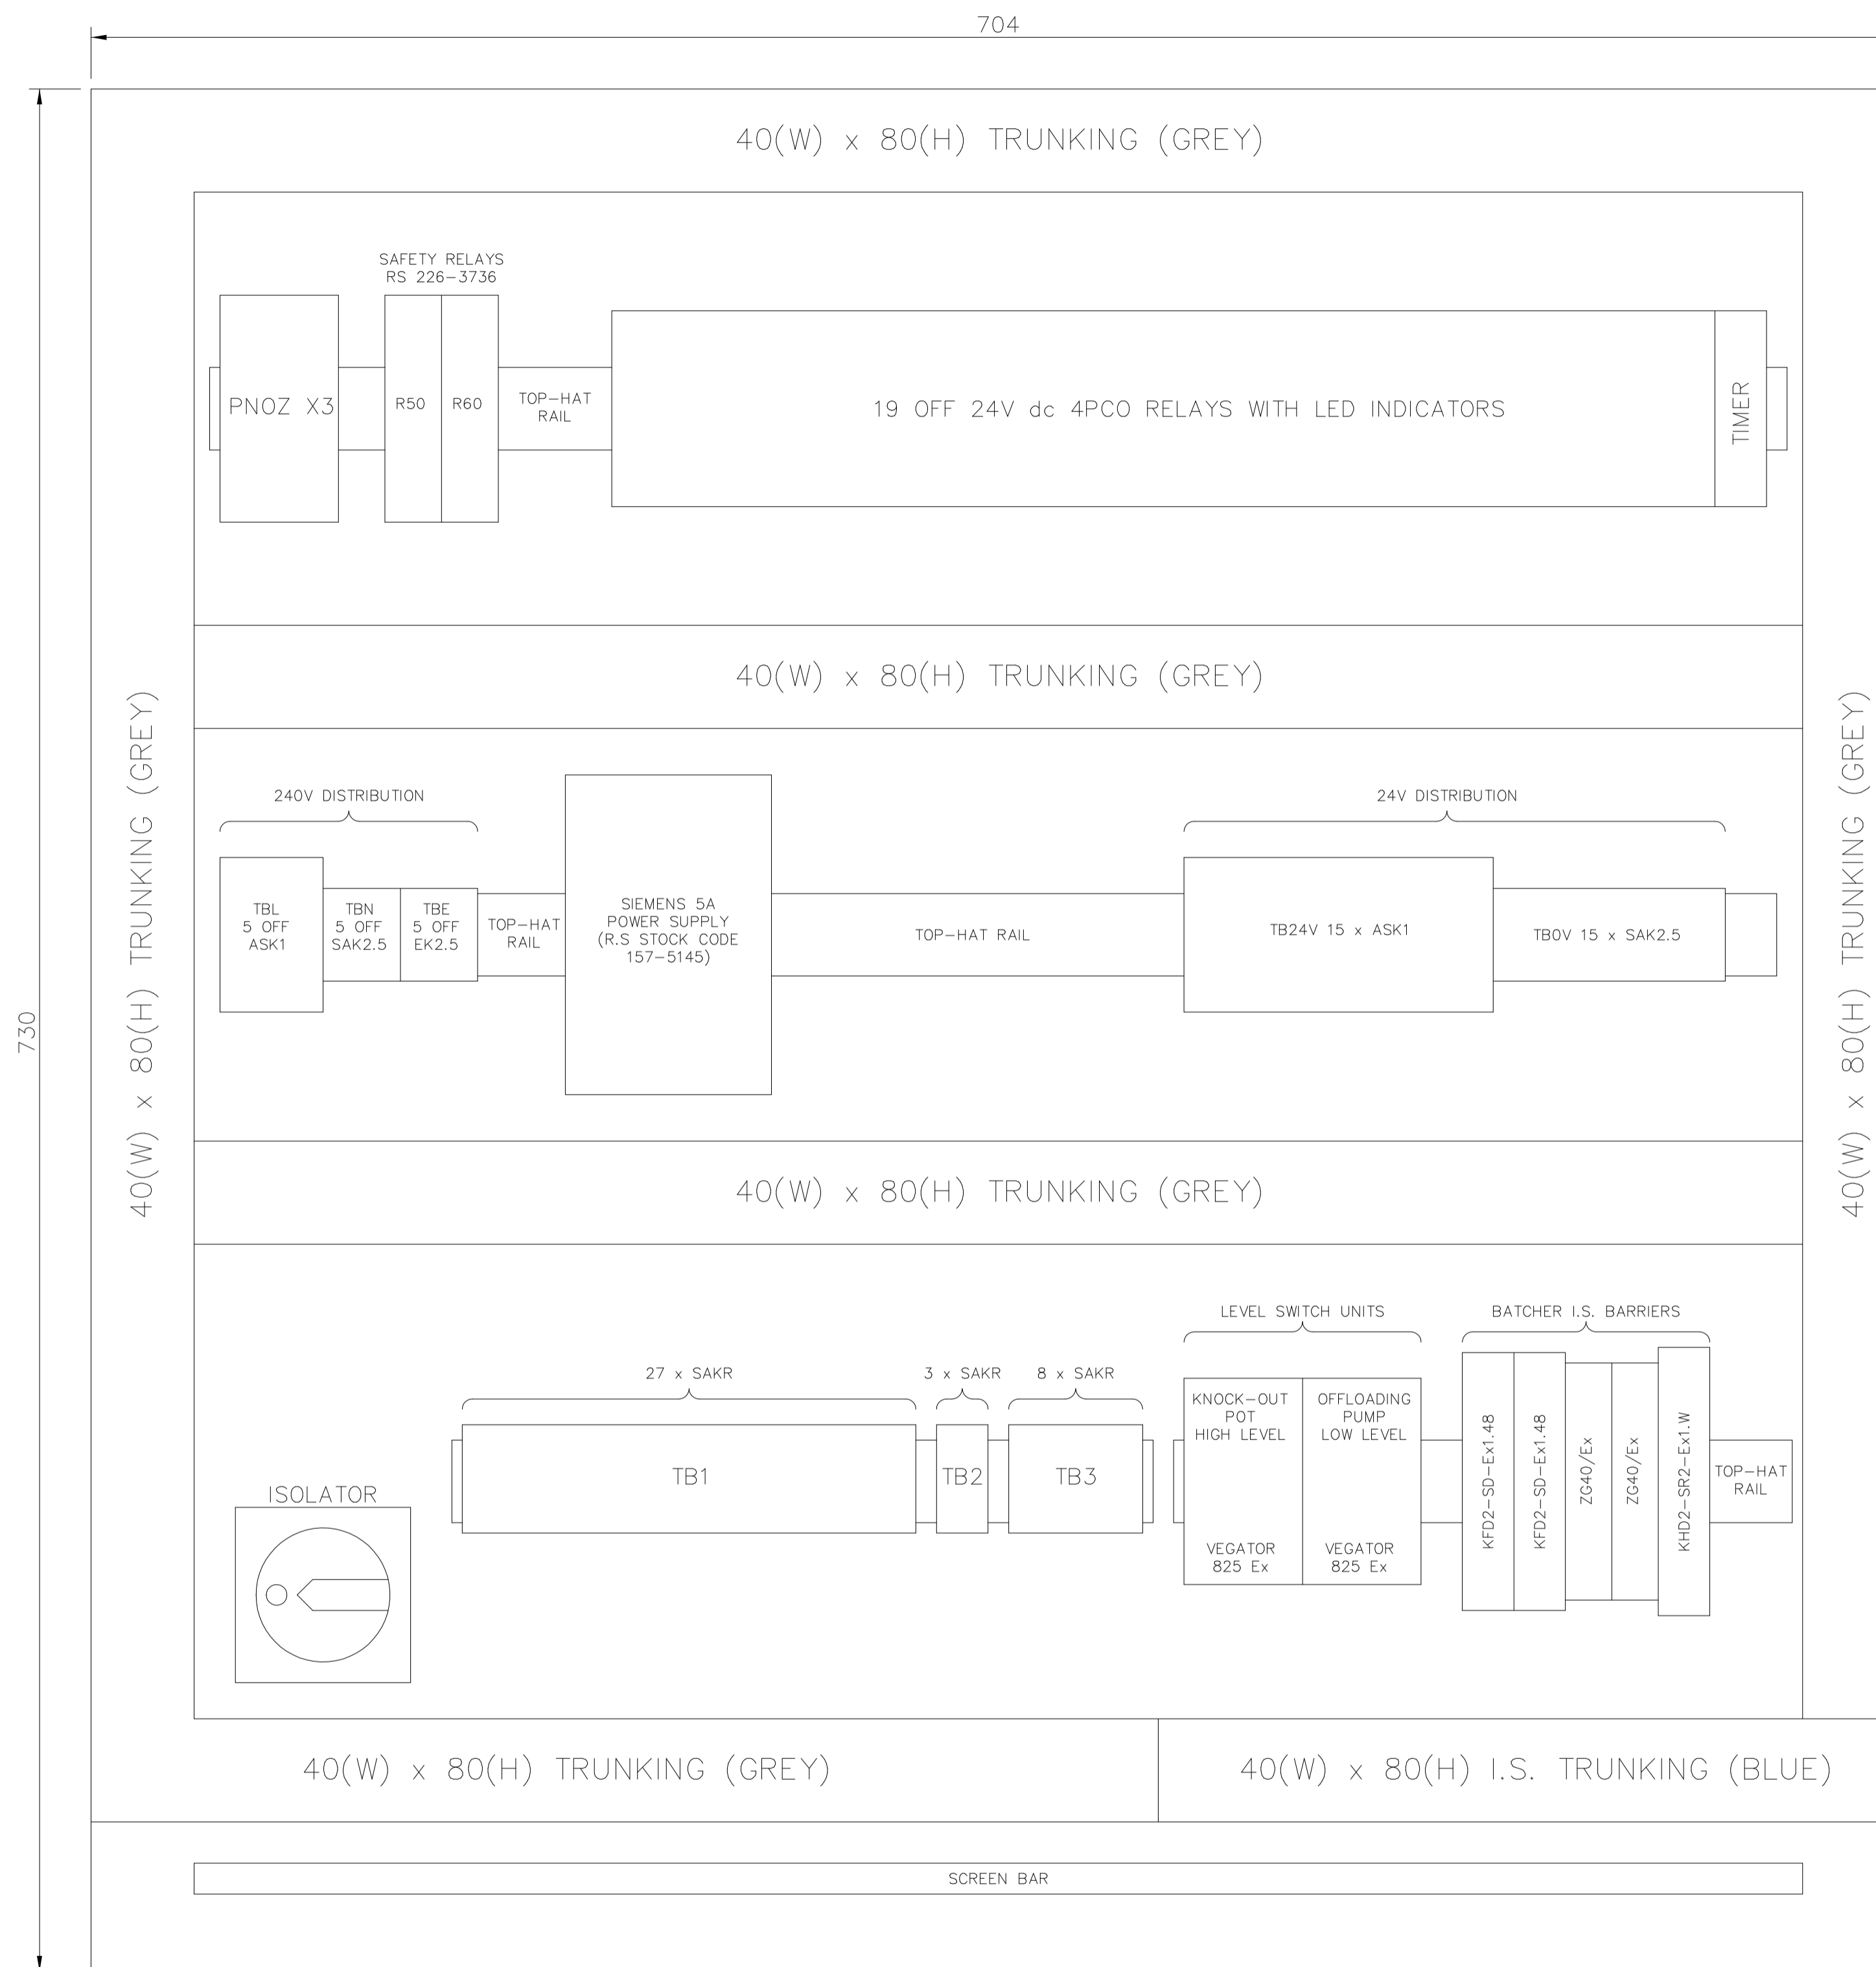 704
40(W) x 80(H) TRUNKING (GREY)
SAFETY RELAYS
RS 226-3736
PNOZ X3
R50
R60
TOP-HAT
RAIL
19 OFF 24V dc 4PCO RELAYS WITH LED INDICATORS
TIMER
40(W) x 80(H) TRUNKING (GREY)
730
40(W) x 80(H) TRUNKING (GREY)
40(W) x 80(H) TRUNKING (GREY)
240V DISTRIBUTION
24V DISTRIBUTION
TBL
5 OFF
ASK1
TBN
5 OFF
SAK2.5
TBE
5 OFF
EK2.5
TOP-HAT
RAIL
SIEMENS 5A
POWER SUPPLY
(R.S STOCK CODE
157-5145)
TOP-HAT RAIL
TB24V 15 x ASK1
TB0V 15 x SAK2.5
40(W) x 80(H) TRUNKING (GREY)
LEVEL SWITCH UNITS
BATCHER I.S. BARRIERS
27 x SAKR
3 x SAKR
8 x SAKR
TB1
TB2
TB3
KNOCK-OUT
POT
HIGH LEVEL
VEGATOR
825 Ex
OFFLOADING
PUMP
LOW LEVEL
VEGATOR
825 Ex
KFD2-SD-Ex1.48
KFD2-SD-Ex1.48
ZG40/Ex
ZG40/Ex
KHD2-SR2-Ex1.W
TOP-HAT
RAIL
ISOLATOR
40(W) x 80(H) TRUNKING (GREY)
40(W) x 80(H) I.S. TRUNKING (BLUE)
SCREEN BAR